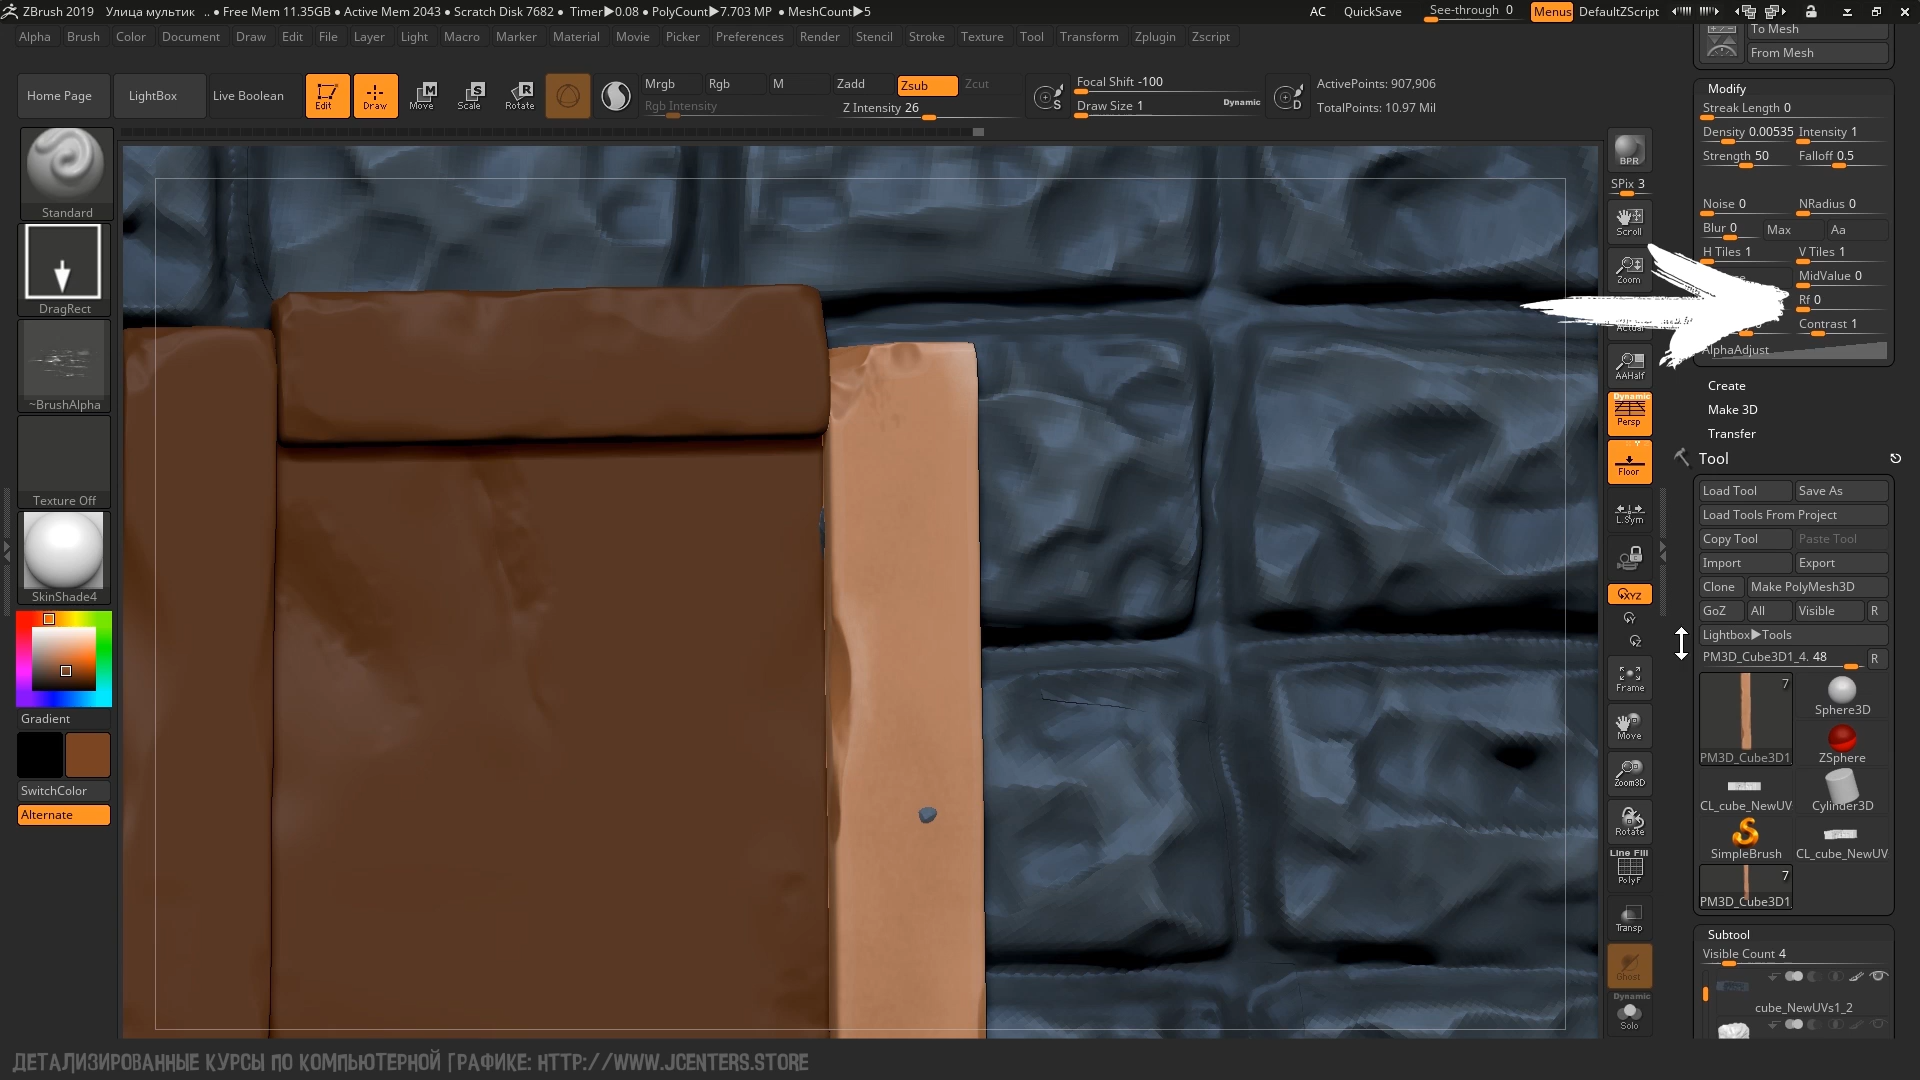 ZBrush 2019 Улица мультик .. • Free Mem 11.35GB • Active Mem 2043 • Scratch Disk 7682 • Timer▶0.08 • PolyCount▶7.703 MP • MeshCount▶5 AC QuickSave See-through 0 Menus DefaultZScript
Alpha Brush Color Document Draw Edit File Layer Light Macro Marker Material Movie Picker Preferences Render Stencil Stroke Texture Tool Transform Zplugin Zscript
Home Page LightBox Live Boolean Edit Draw Move Scale Rotate
Mrgb Rgb M Zadd Zsub Zcut
Rgb Intensity Z Intensity 26
Focal Shift -100
Draw Size 1 Dynamic
ActivePoints: 907,906
TotalPoints: 10.97 Mil
Standard
DragRect
~BrushAlpha
Texture Off
SkinShade4
Gradient
SwitchColor
Alternate
BPR
SPix 3
Scroll
Zoom
Actual
AAHalf
Dynamic
Persp
Floor
L.Sym
XYZ
Y
Z
Frame
Move
Zoom3D
Rotate
Line Fill
PolyF
Transp
Ghost
Dynamic
Solo
To Mesh
From Mesh
Modify
Streak Length 0
Density 0.00535 Intensity 1
Strength 50 Falloff 0.5
Noise 0 NRadius 0
Blur 0 Max Aa
H Tiles 1 V Tiles 1
MidValue 0
Rf 0
Contrast 1
AlphaAdjust
Create
Make 3D
Transfer
Tool
Load Tool Save As
Load Tools From Project
Copy Tool Paste Tool
Import Export
Clone Make PolyMesh3D
GoZ All Visible R
Lightbox▶Tools
PM3D_Cube3D1_4. 48 R
7 Sphere3D
PM3D_Cube3D1 ZSphere
CL_cube_NewUV Cylinder3D
SimpleBrush CL_cube_NewUV
7
PM3D_Cube3D1
Subtool
Visible Count 4
cube_NewUVs1_2
ДЕТАЛИЗИРОВАННЫЕ КУРСЫ ПО КОМПЬЮТЕРНОЙ ГРАФИКЕ: HTTP://WWW.JCENTERS.STORE